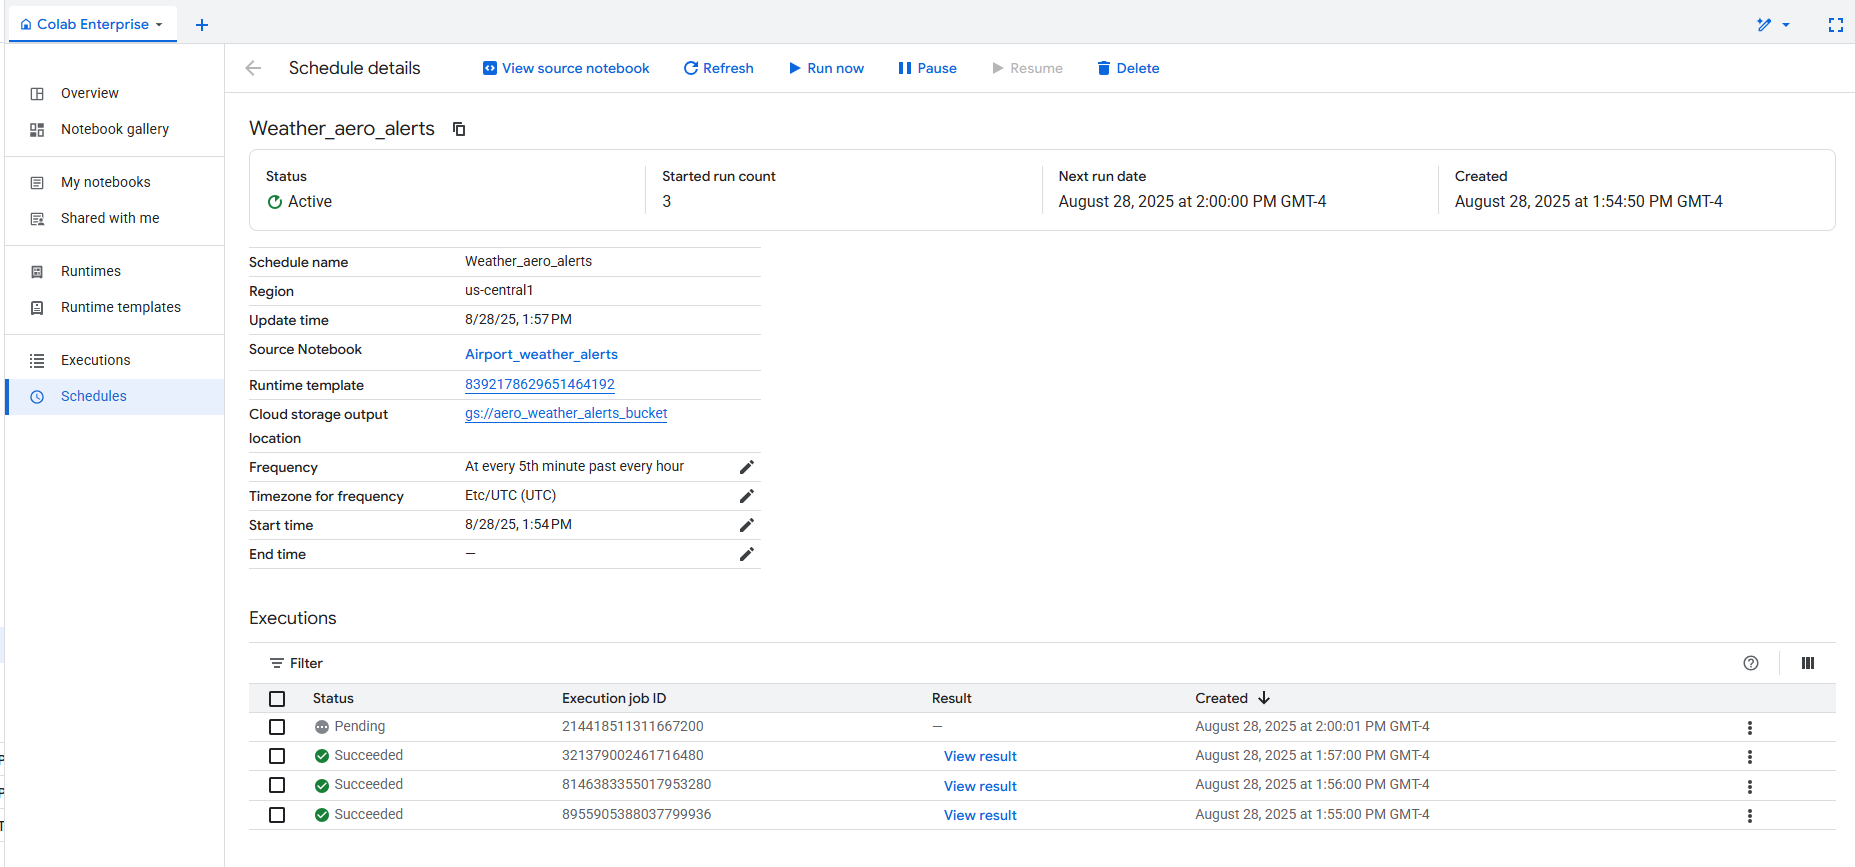 Colab Enterprise
Overview
Notebook gallery
My notebooks
Shared with me
Runtimes
Runtime templates
Executions
Schedules
Schedule details View source notebook Refresh Run now Pause Resume Delete
Weather_aero_alerts
Status Started run count Next run date Created
Active 3 August 28, 2025 at 2:00:00 PM GMT-4 August 28, 2025 at 1:54:50 PM GMT-4
Schedule name Weather_aero_alerts
Region us-central1
Update time 8/28/25, 1:57 PM
Source Notebook Airport_weather_alerts
Runtime template 8392178629651464192
Cloud storage output gs://aero_weather_alerts_bucket
location
Frequency At every 5th minute past every hour
Timezone for frequency Etc/UTC (UTC)
Start time 8/28/25, 1:54 PM
End time —
Executions
Filter
Status Execution job ID Result Created
Pending 214418511311667200 — August 28, 2025 at 2:00:01 PM GMT-4
Succeeded 321379002461716480 View result August 28, 2025 at 1:57:00 PM GMT-4
Succeeded 8146383355017953280 View result August 28, 2025 at 1:56:00 PM GMT-4
Succeeded 8955905388037799936 View result August 28, 2025 at 1:55:00 PM GMT-4